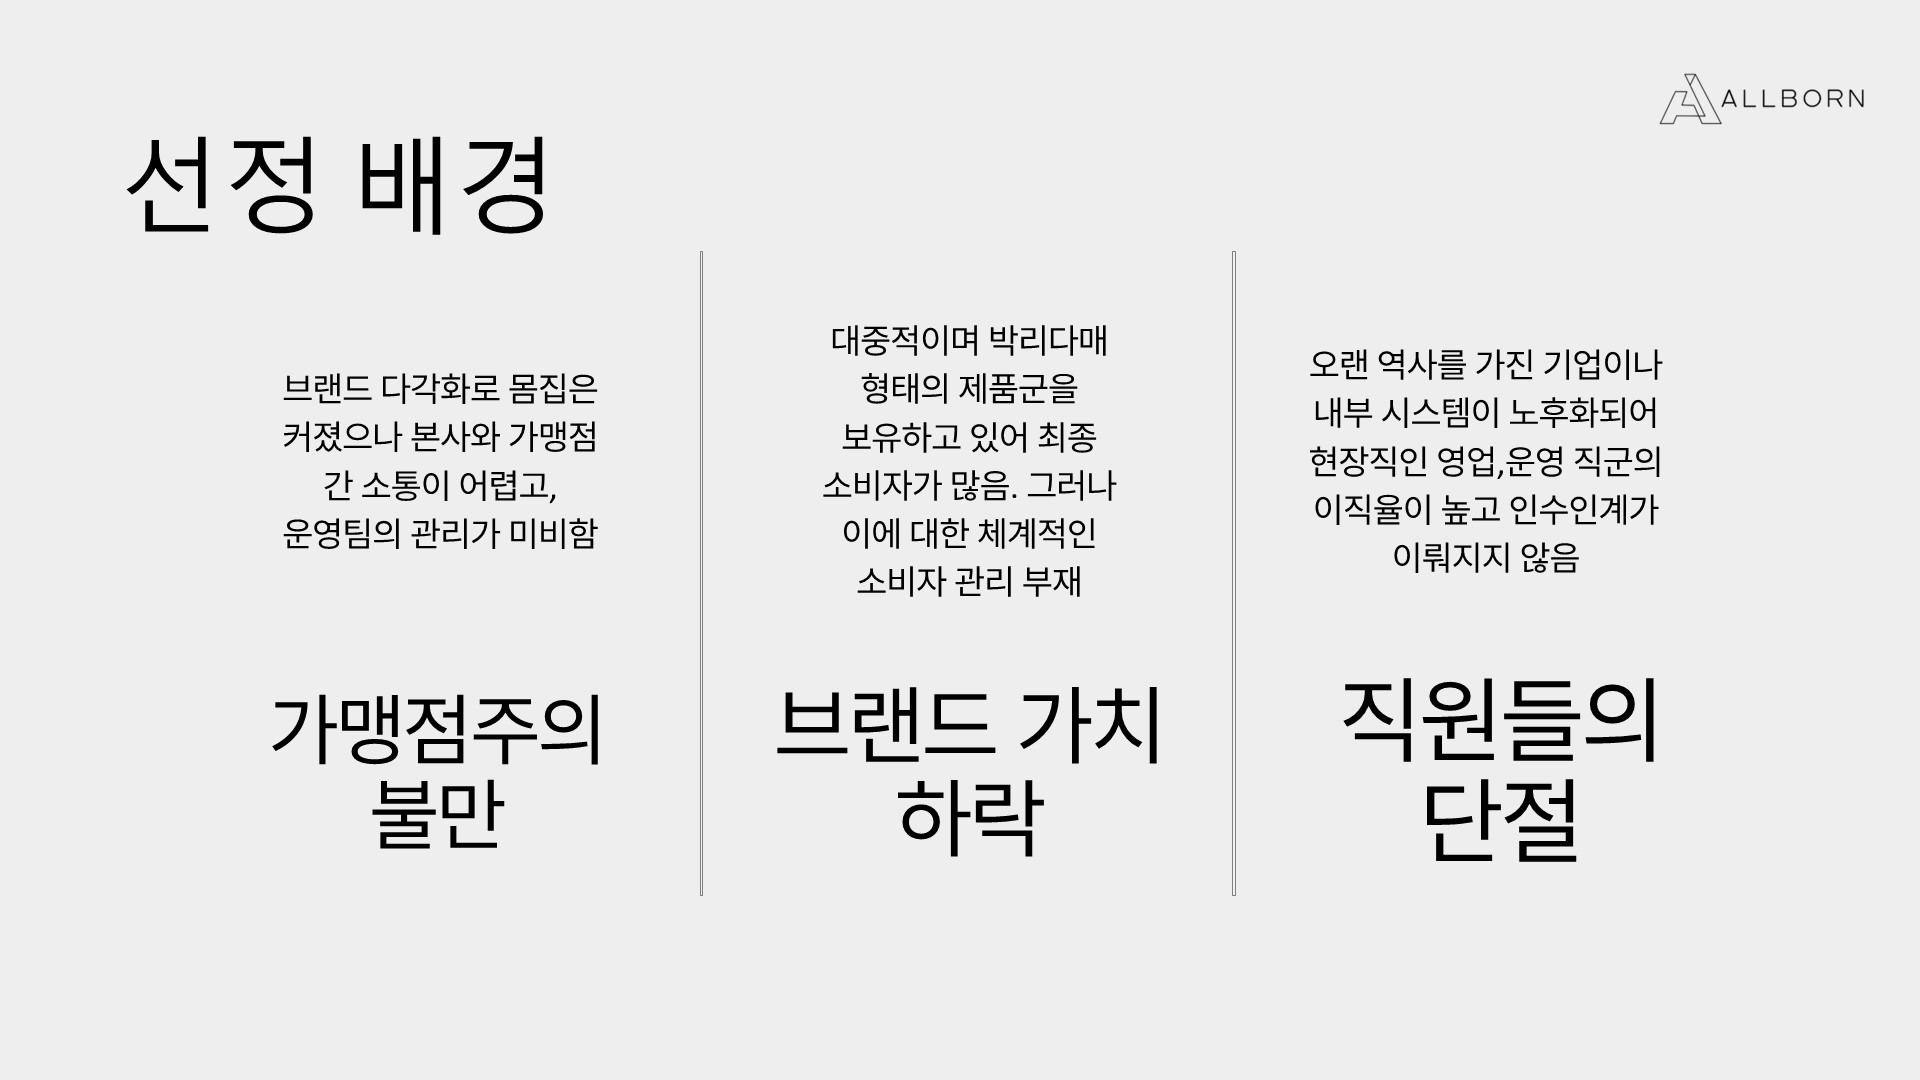 ALLBORN
선정 배경
브랜드 다각화로 몸집은
커졌으나 본사와 가맹점
간 소통이 어렵고,
운영팀의 관리가 미비함
가맹점주의
불만
대중적이며 박리다매
형태의 제품군을
보유하고 있어 최종
소비자가 많음. 그러나
이에 대한 체계적인
소비자 관리 부재
브랜드 가치
하락
오랜 역사를 가진 기업이나
내부 시스템이 노후화되어
현장직인 영업,운영 직군의
이직율이 높고 인수인계가
이뤄지지 않음
직원들의
단절